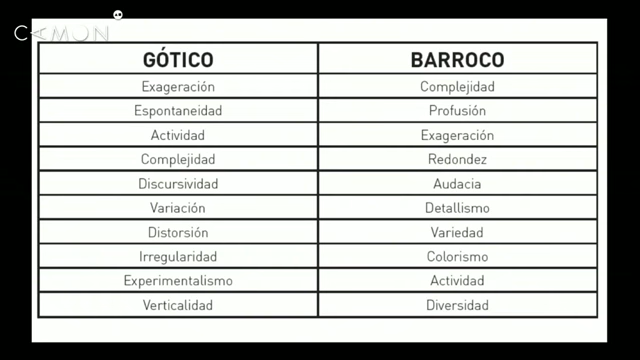 CAMON
GÓTICO BARROCO
Exageración Complejidad
Espontaneidad Profusión
Actividad Exageración
Complejidad Redondez
Discursividad Audacia
Variación Detallismo
Distorsión Variedad
Irregularidad Colorismo
Experimentalismo Actividad
Verticalidad Diversidad